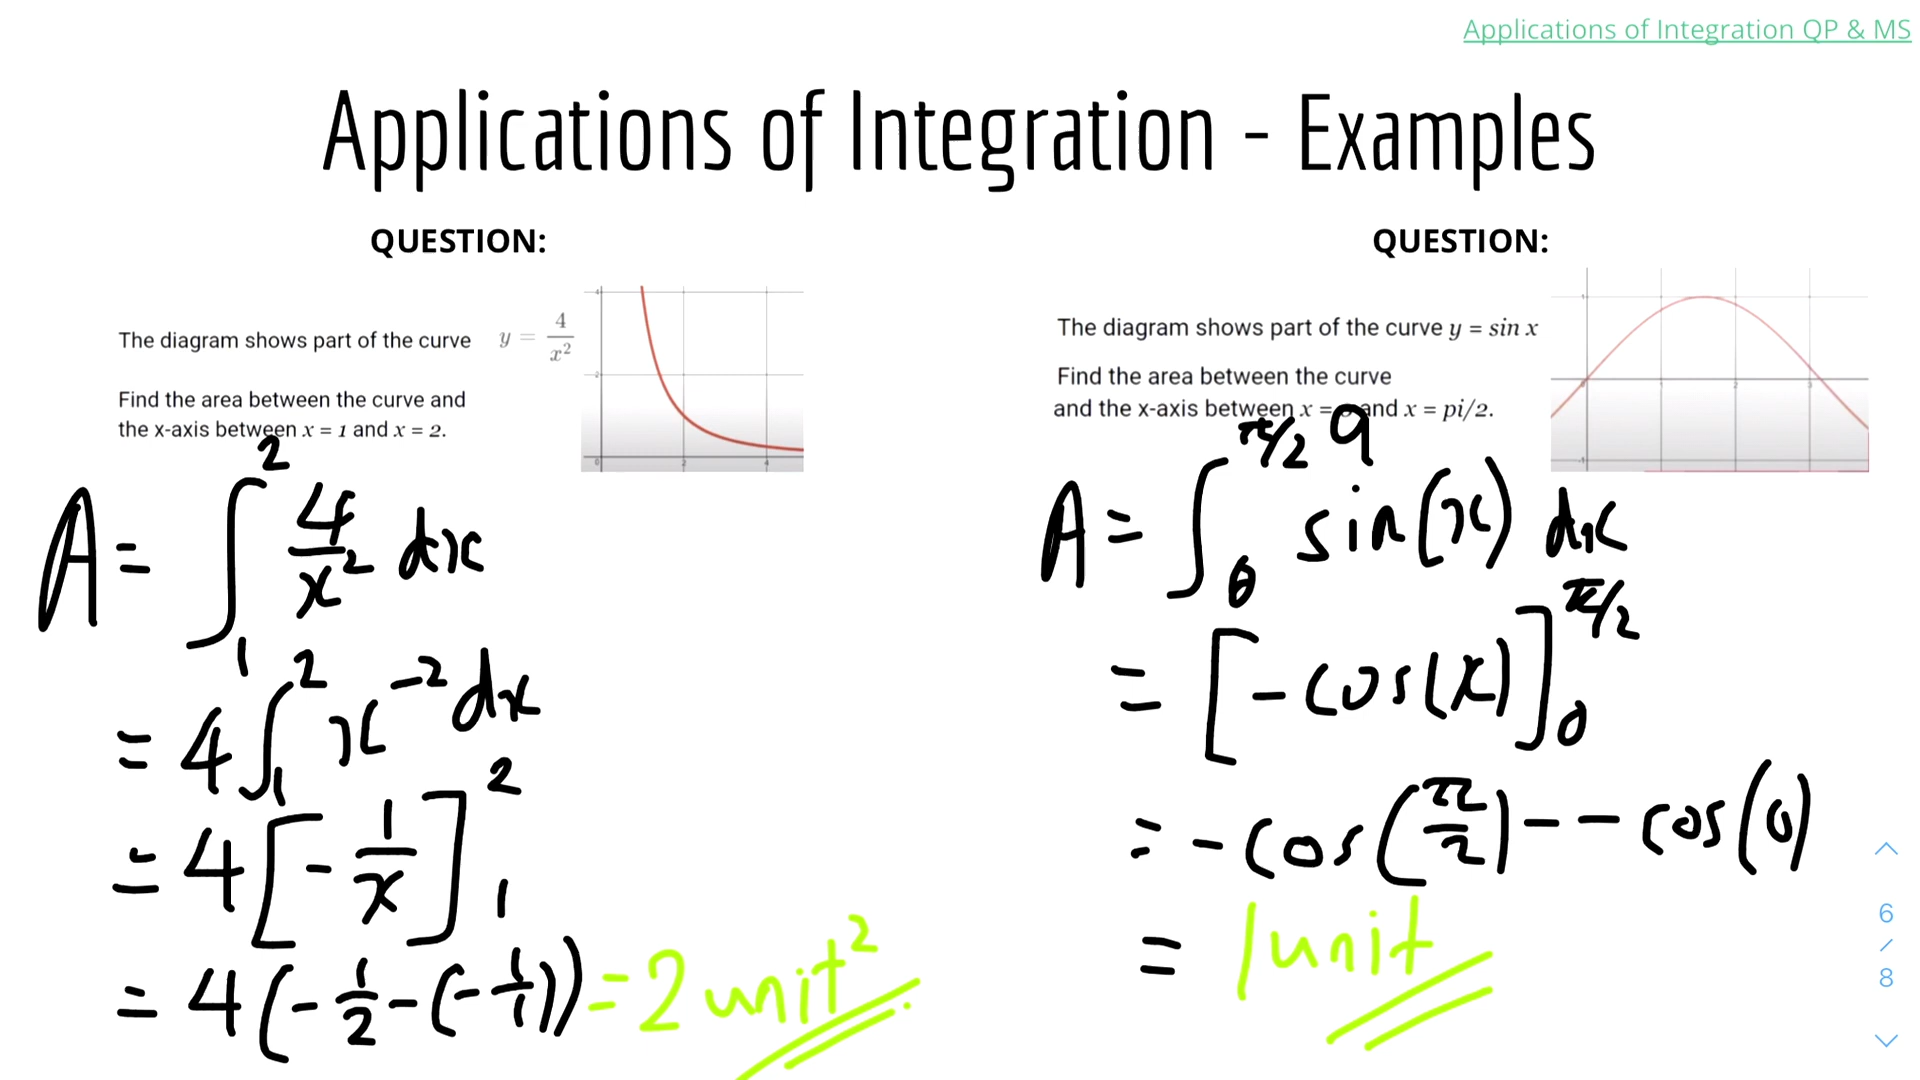 Applications of Integration QP & MS
Applications of Integration - Examples
QUESTION:
The diagram shows part of the curve y = 4/x²
Find the area between the curve and
the x-axis between x = 1 and x = 2.
A = ∫₁² 4/x² dx
= 4 ∫₁² x⁻² dx
= 4 [ - 1/x ]₁²
= 4 ( - 1/2 - ( - 1/1 ) ) = 2 unit²
QUESTION:
The diagram shows part of the curve y = sin x
Find the area between the curve
and the x-axis between x = and x = pi/2.
A = ∫₀^π/2 sin(x) dx
= [ - cos(x) ]₀^π/2
= - cos(π/2) - - cos(0)
= 1 unit
6
/
8